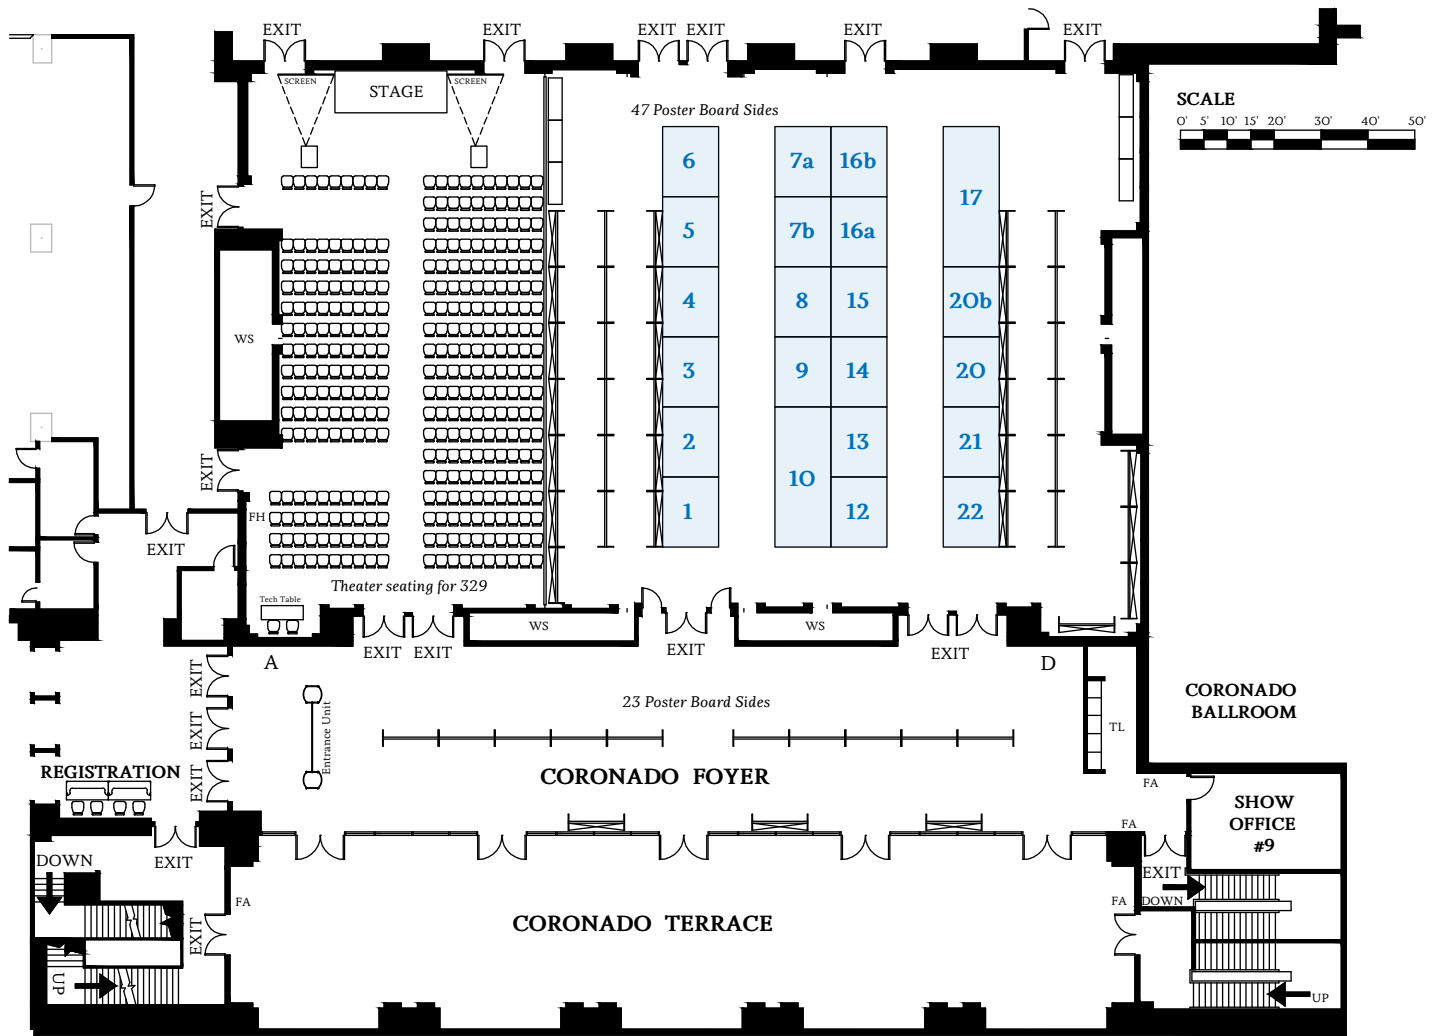 EXIT EXIT EXIT EXIT EXIT EXIT
SCREEN STAGE SCREEN
47 Poster Board Sides
SCALE
0' 5' 10' 15' 20' 30' 40' 50'
6 7a 16b
17
EXIT
5 7b 16a
4 8 15 20b
WS
3 9 14 20
2 13 21
EXIT
10
1 12 22
FH
EXIT
Theater seating for 329
Tech Table
WS WS
EXIT EXIT EXIT EXIT
A D
EXIT
CORONADO
BALLROOM
23 Poster Board Sides
EXIT
Entrance Unit
TL
REGISTRATION
EXIT
CORONADO FOYER
FA
SHOW
OFFICE
#9
FA
DOWN EXIT
EXIT
FA
FA DOWN
CORONADO TERRACE
EXIT
UP
UP